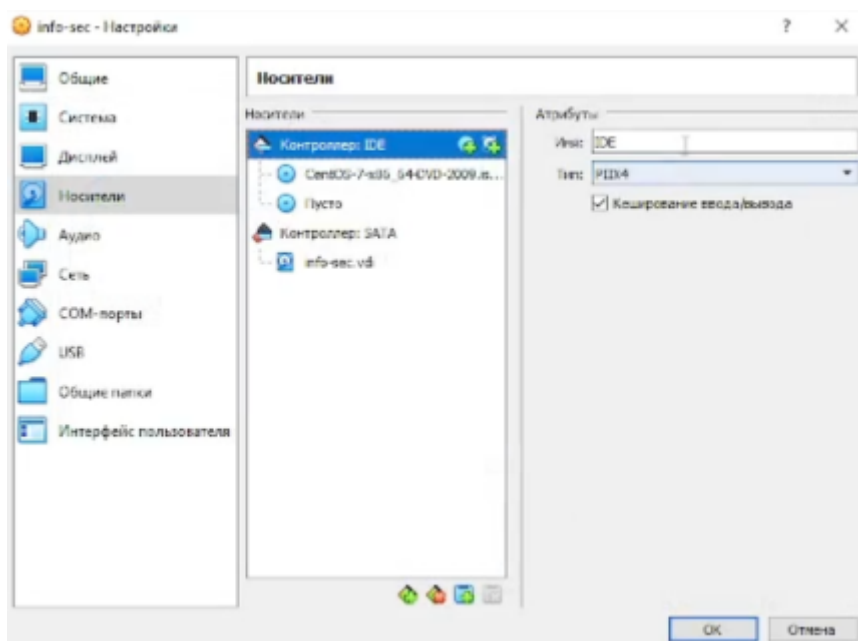 info-sec - Настройки
?
Общие
Система
Дисплей
Носители
Аудио
Сеть
COM-порты
USB
Общие папки
Интерфейс пользователя
Носители
Носители
Контроллер: IDE
CentOS-7-x86_64-DVD-2009.is...
Пусто
Контроллер: SATA
info-sec.vdi
Атрибуты
Имя: IDE
Тип: PIIX4
Кеширование ввода/вывода
OK
Отмена